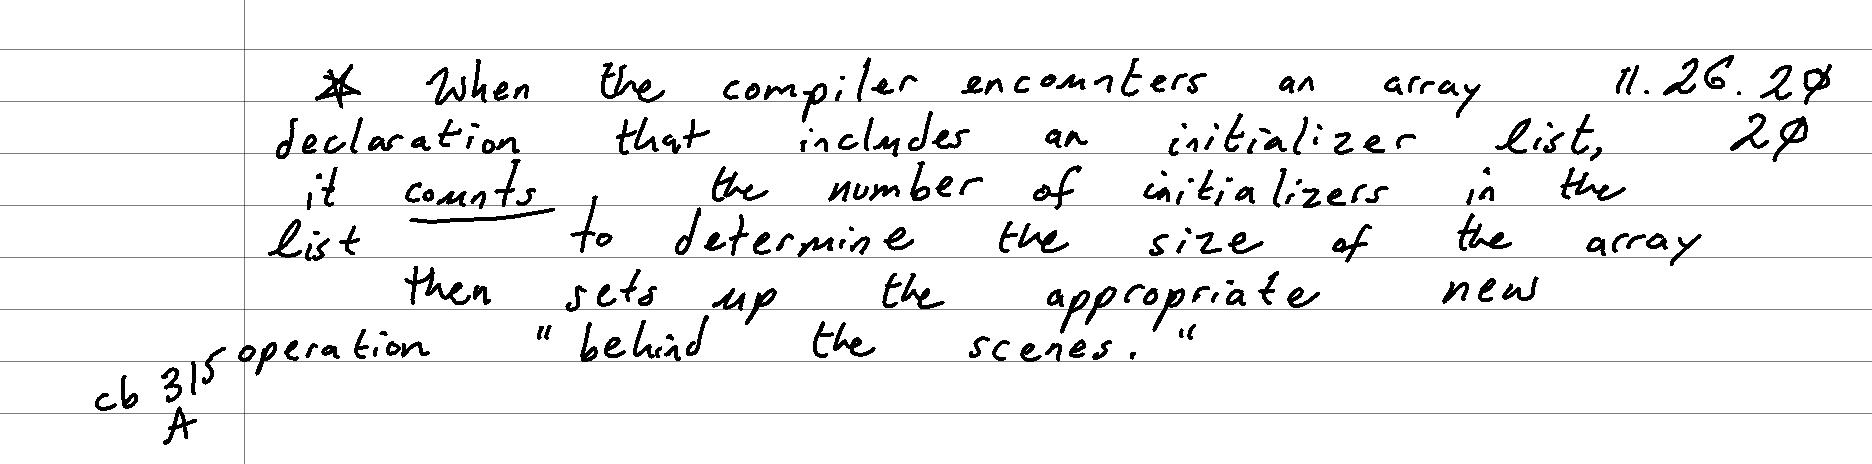 * When the compiler encounters an array 11.26.20
declaration that includes an initializer list, 20
it counts the number of initializers in the
list to determine the size of the array
then sets up the appropriate new
operation "behind the scenes."
cb 315
A